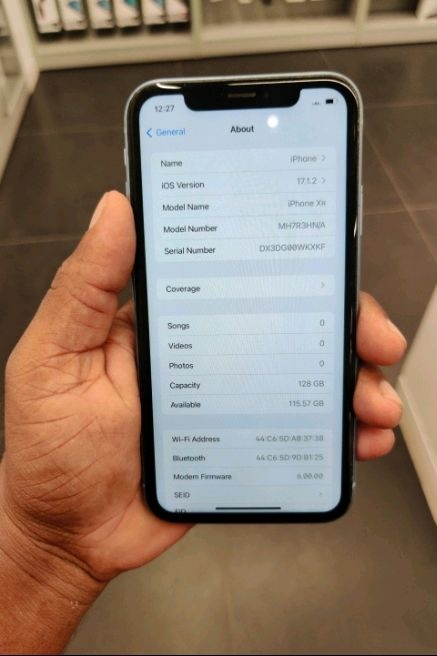 12:27
General
About
Name iPhone
iOS Version 17.1.2
Model Name iPhone XR
Model Number MH7R3HN/A
Serial Number DX3DG00WKXKF
Coverage
Songs 0
Videos 0
Photos 0
Capacity 128 GB
Available 115.57 GB
Wi-Fi Address 44:C6:5D:A8:37:38
Bluetooth 44:C6:5D:9D:B1:25
Modem Firmware 6.00.00
SEID
EID